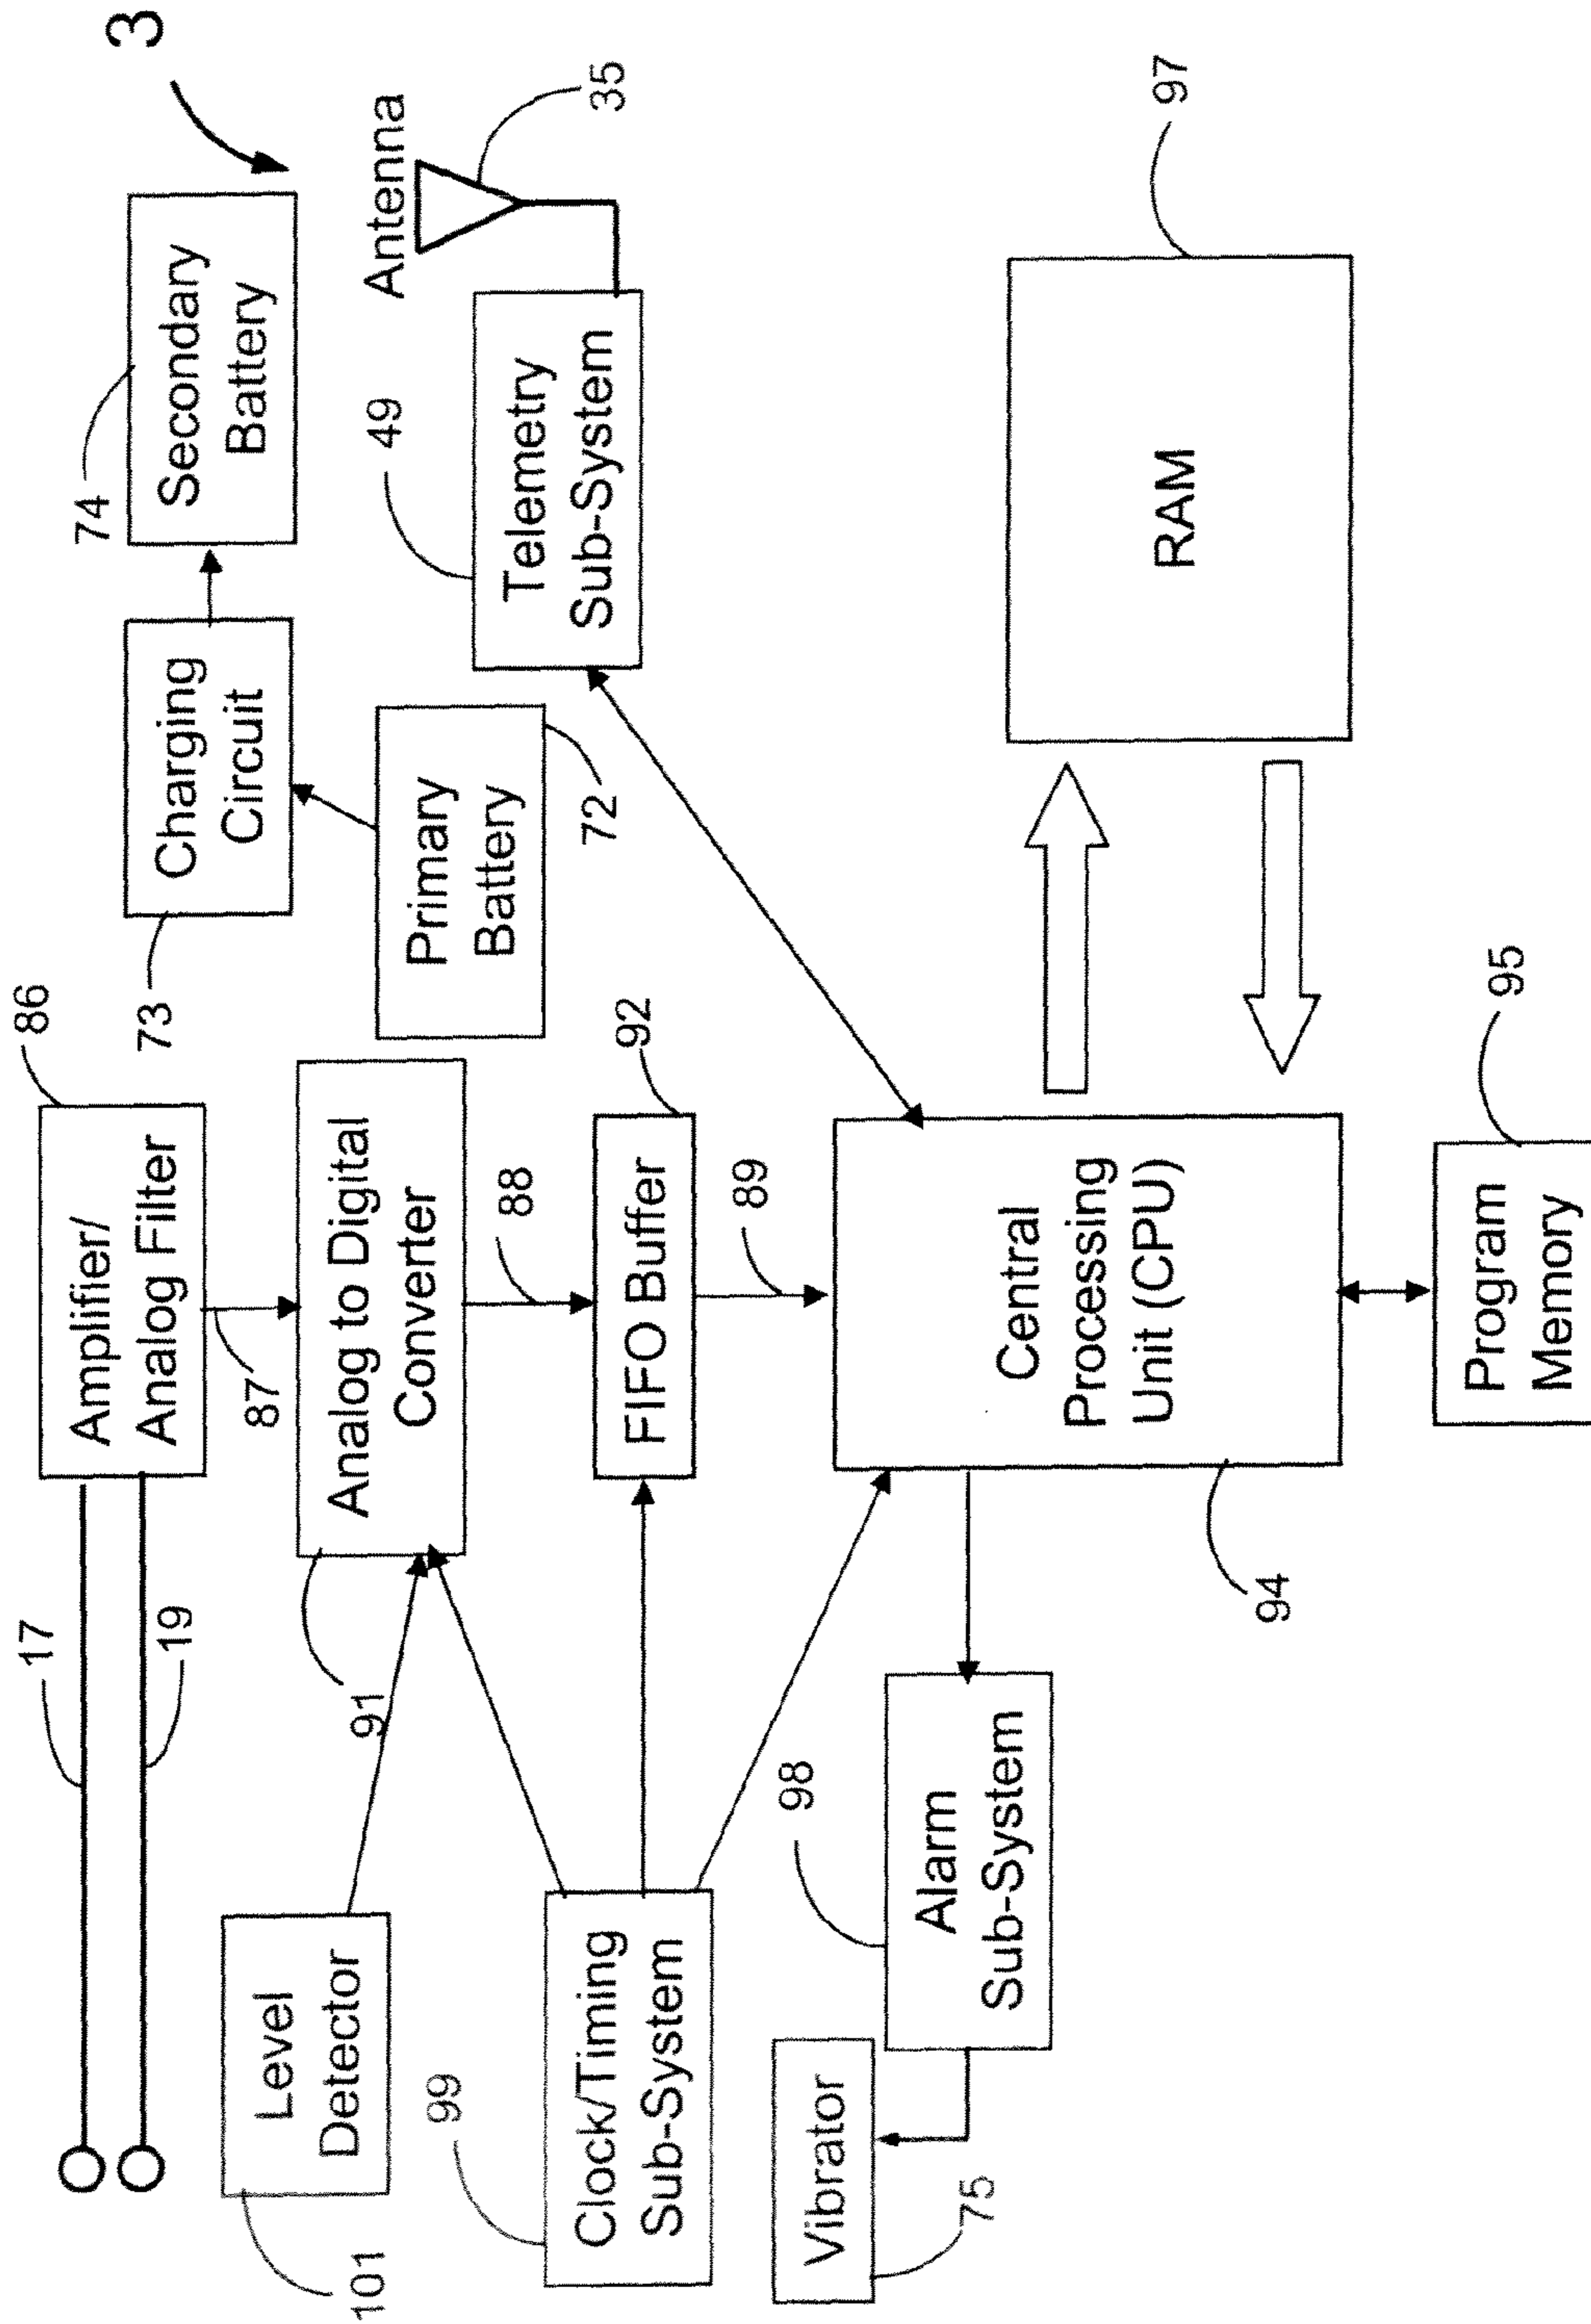 3
17
19
Amplifier/
Analog Filter
86
87
73
Charging
Circuit
74
Secondary
Battery
Level
Detector
101
91
Analog to Digital
Converter
Primary
Battery
72
Antenna
35
99
Clock/Timing
Sub-System
88
FIFO Buffer
92
49
Telemetry
Sub-System
89
Vibrator
75
98
Alarm
Sub-System
Central
Processing
Unit (CPU)
94
RAM
97
Program
Memory
95